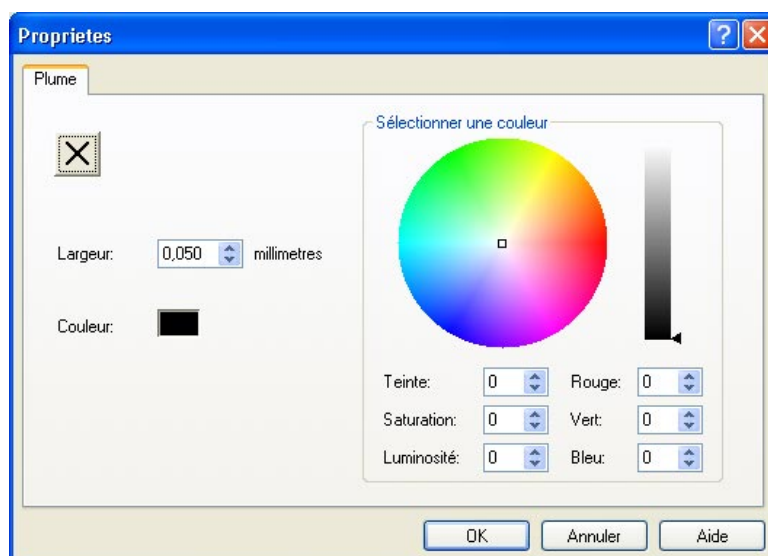 Proprietes
Plume
Sélectionner une couleur
Largeur: 0,050 millimetres
Couleur:
Teinte: 0 Rouge: 0
Saturation: 0 Vert: 0
Luminosité: 0 Bleu: 0
OK Annuler Aide